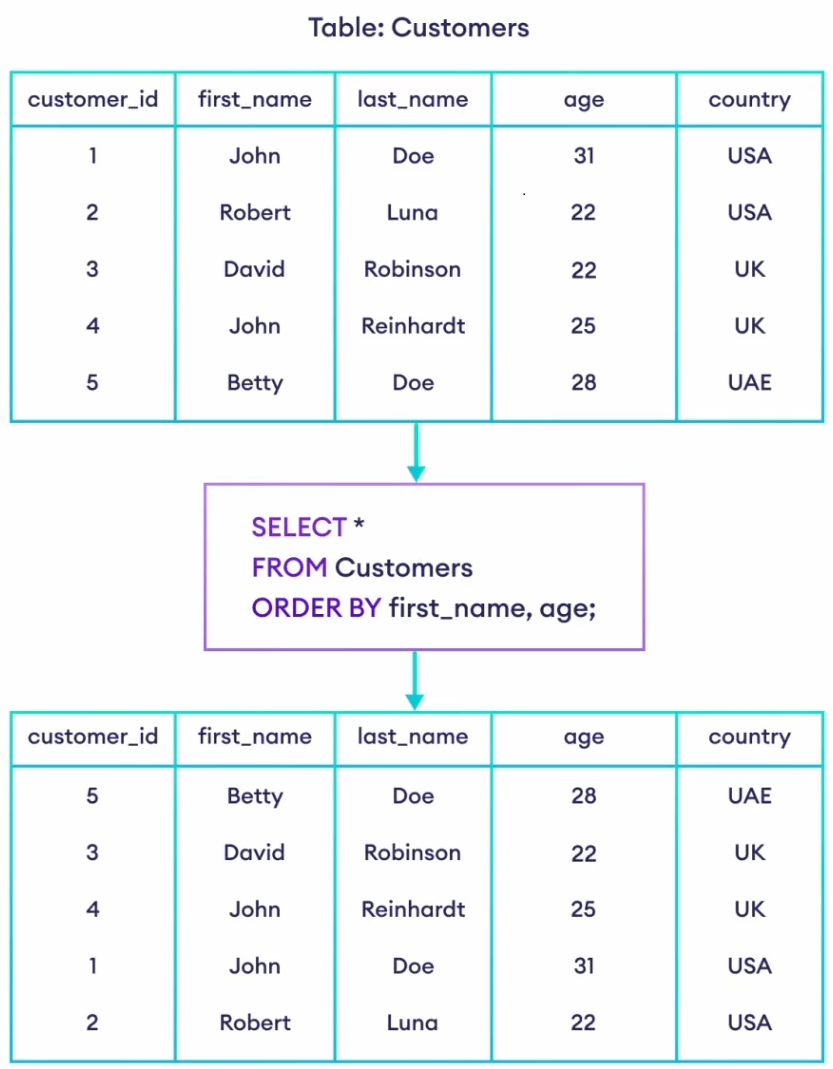 Table: Customers
customer_id first_name last_name age country
1 John Doe 31 USA
2 Robert Luna 22 USA
3 David Robinson 22 UK
4 John Reinhardt 25 UK
5 Betty Doe 28 UAE
SELECT *
FROM Customers
ORDER BY first_name, age;
customer_id first_name last_name age country
5 Betty Doe 28 UAE
3 David Robinson 22 UK
4 John Reinhardt 25 UK
1 John Doe 31 USA
2 Robert Luna 22 USA